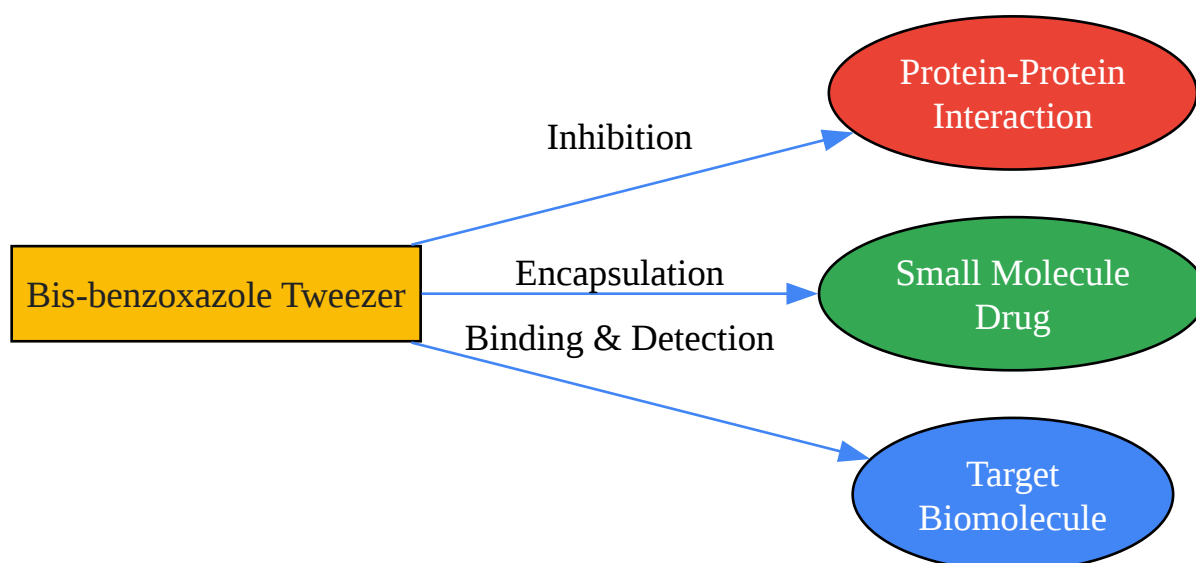 Protein-Protein
Interaction
Inhibition
Bis-benzoxazole Tweezer
Encapsulation
Small Molecule
Drug
Binding & Detection
Target
Biomolecule